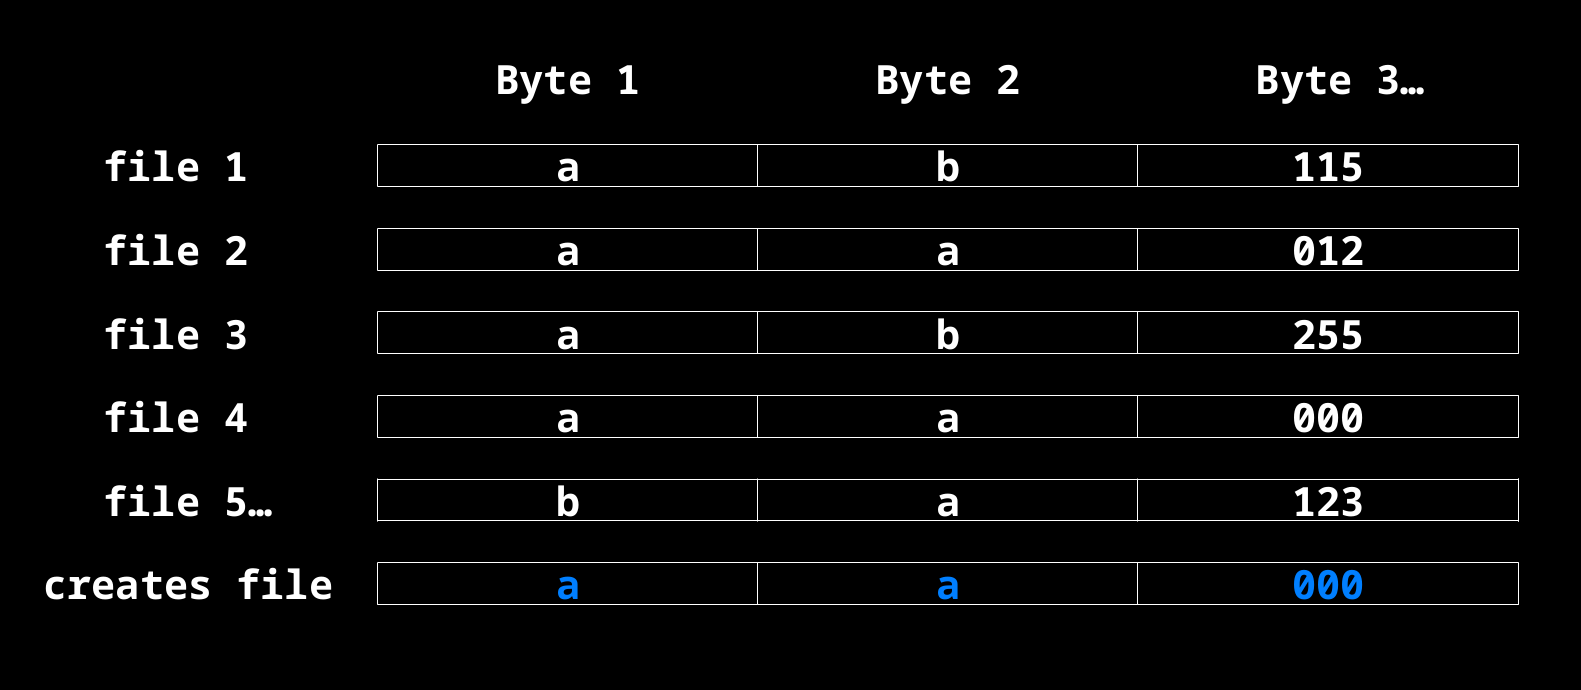 Byte 1 Byte 2 Byte 3…
file 1 a b 115
file 2 a a 012
file 3 a b 255
file 4 a a 000
file 5… b a 123
creates file a a 000